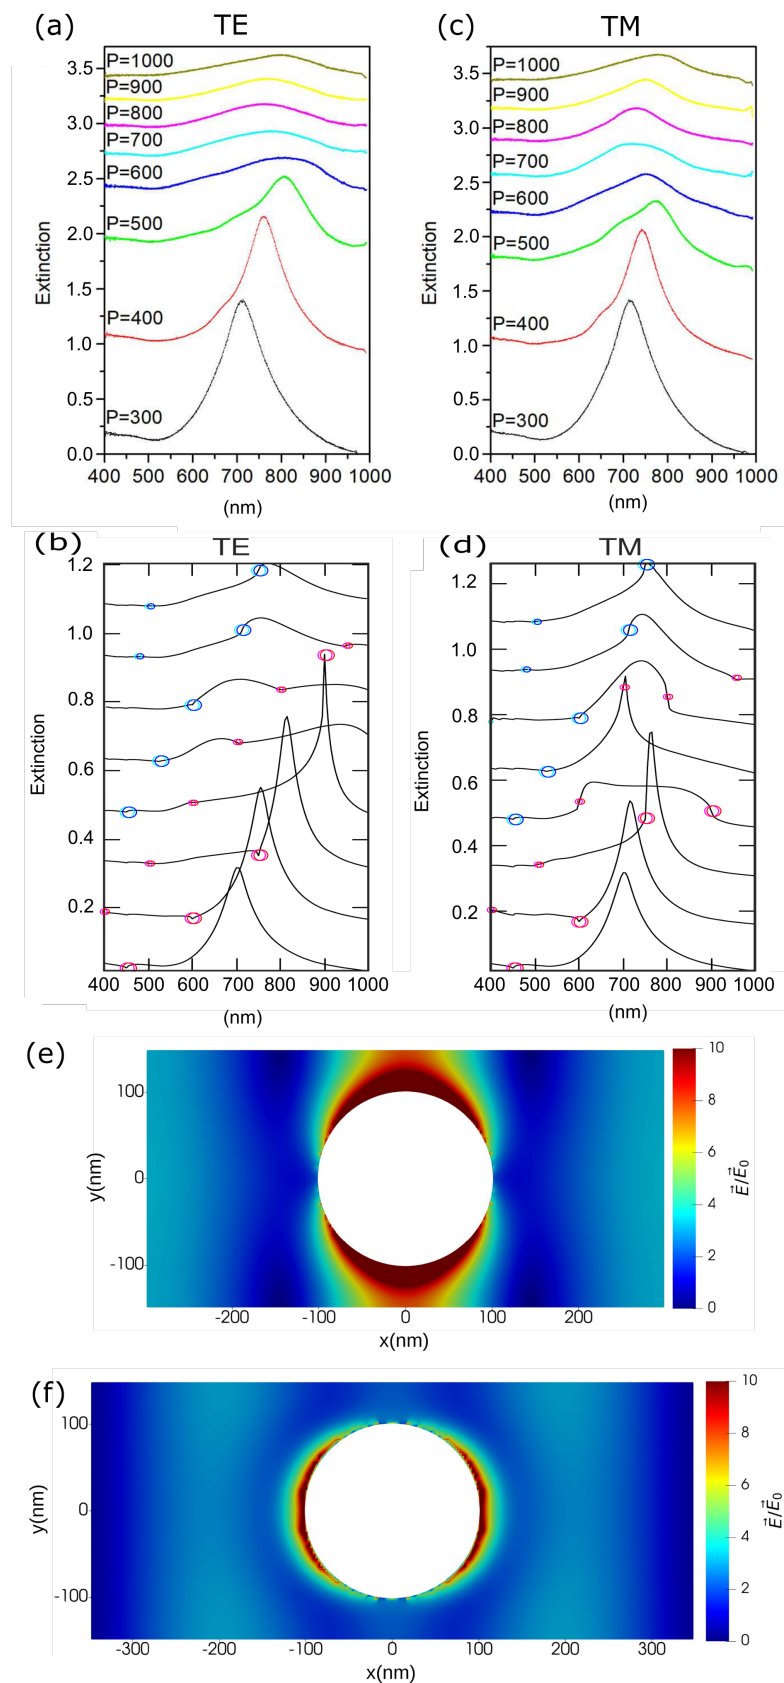 (a) TE
P=1000
P=900
P=800
P=700
P=600
P=500
P=400
P=300
3.5
3.0
2.5
2.0
1.5
1.0
0.5
0.0
Extinction
400 500 600 700 800 900 1000
(nm)
(c) TM
P=1000
P=900
P=800
P=700
P=600
P=500
P=400
P=300
3.5
3.0
2.5
2.0
1.5
1.0
0.5
0.0
Extinction
400 500 600 700 800 900 1000
(nm)
(b) TE
1.2
1.0
0.8
0.6
0.4
0.2
Extinction
400 500 600 700 800 900 1000
(nm)
(d) TM
1.2
1.0
0.8
0.6
0.4
0.2
Extinction
400 500 600 700 800 900 1000
(nm)
(e)
100
0
-100
y(nm)
-200 -100 0 100 200
x(nm)
10
8
6
4
2
0
E⃗/E⃗₀
(f)
100
0
-100
y(nm)
-300 -200 -100 0 100 200 300
x(nm)
10
8
6
4
2
0
E⃗/E⃗₀